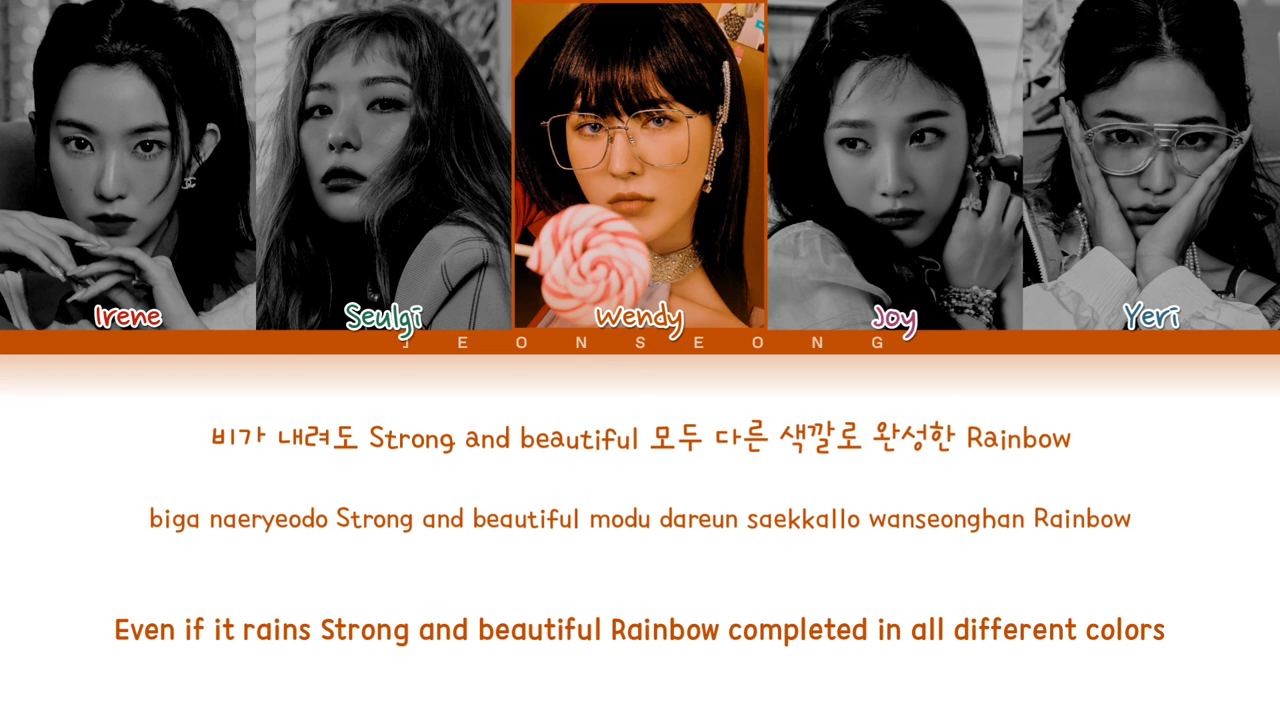 Irene Seulgi Wendy Joy Yeri
J E O N S E O N G
비가 내려도 Strong and beautiful 모두 다른 색깔로 완성한 Rainbow
biga naeryeodo Strong and beautiful modu dareun saekkallo wanseonghan Rainbow
Even if it rains Strong and beautiful Rainbow completed in all different colors